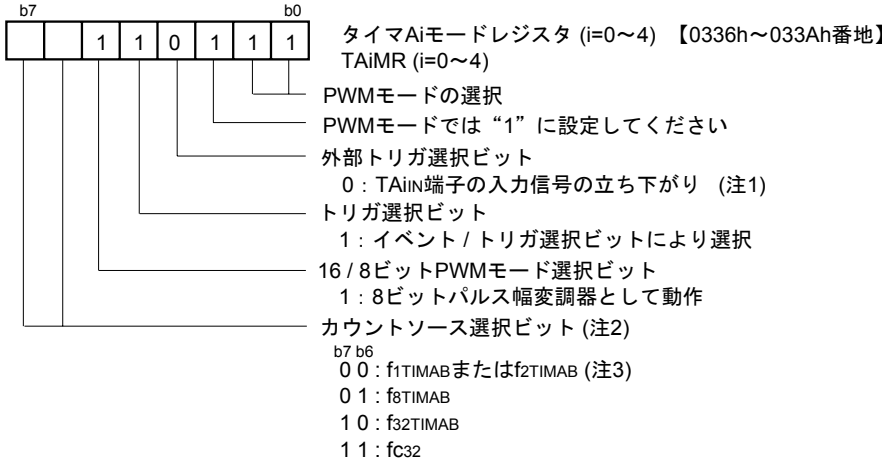 b7 b0
1 1 0 1 1 1
タイマAiモードレジスタ (i=0～4) 【0336h～033Ah番地】
TAiMR (i=0～4)
PWMモードの選択
PWMモードでは“1”に設定してください
外部トリガ選択ビット
0 : TAiIN端子の入力信号の立ち下がり (注1)
トリガ選択ビット
1 : イベント / トリガ選択ビットにより選択
16 / 8ビットPWMモード選択ビット
1 : 8ビットパルス幅変調器として動作
カウントソース選択ビット (注2)
b7 b6
0 0 : f1TIMABまたはf2TIMAB (注3)
0 1 : f8TIMAB
1 0 : f32TIMAB
1 1 : fC32